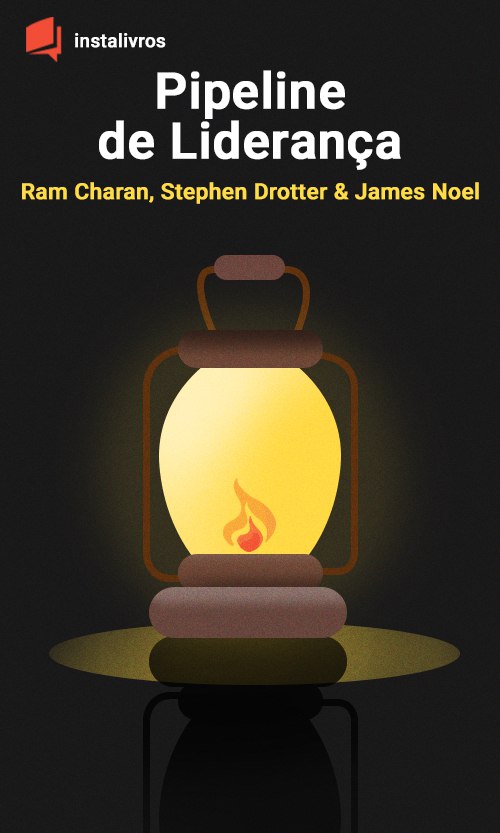 instalivros
Pipeline
de Liderança
Ram Charan, Stephen Drotter & James Noel